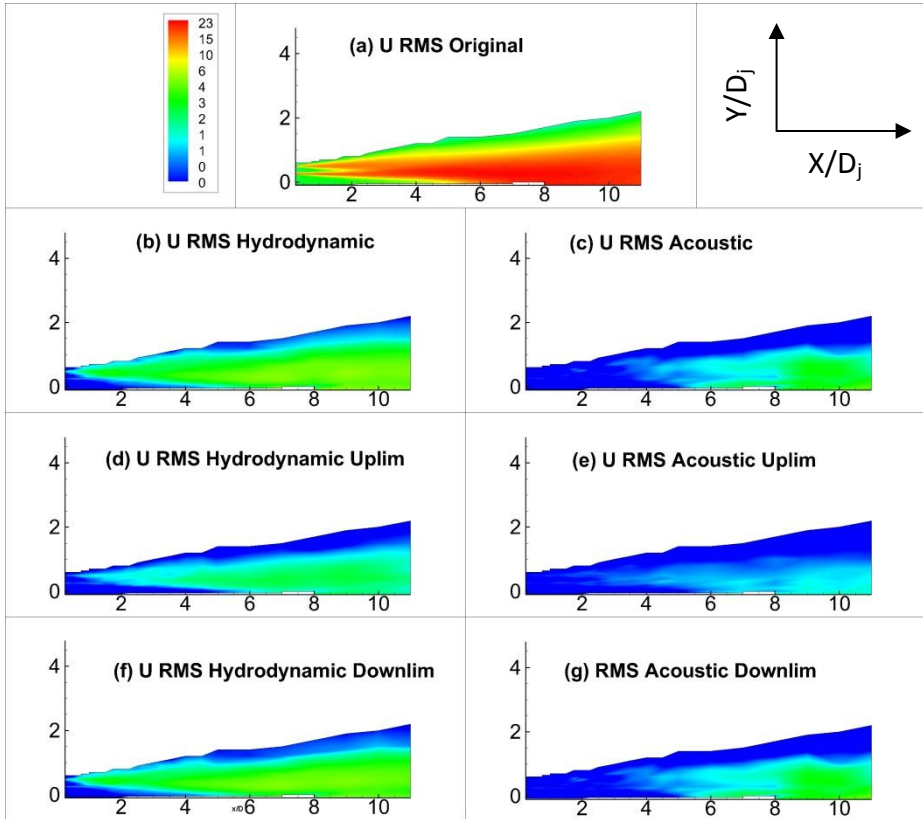 23
15
10
6
4
3
2
1
1
0
0
(a) U RMS Original
4
2
0
2 4 6 8 10
Y/Dj
X/Dj
(b) U RMS Hydrodynamic
4
2
0
2 4 6 8 10
(c) U RMS Acoustic
4
2
0
2 4 6 8 10
(d) U RMS Hydrodynamic Uplim
4
2
0
2 4 6 8 10
(e) U RMS Acoustic Uplim
4
2
0
2 4 6 8 10
(f) U RMS Hydrodynamic Downlim
4
2
0
2 4 x/D 6 8 10
(g) RMS Acoustic Downlim
4
2
0
2 4 6 8 10